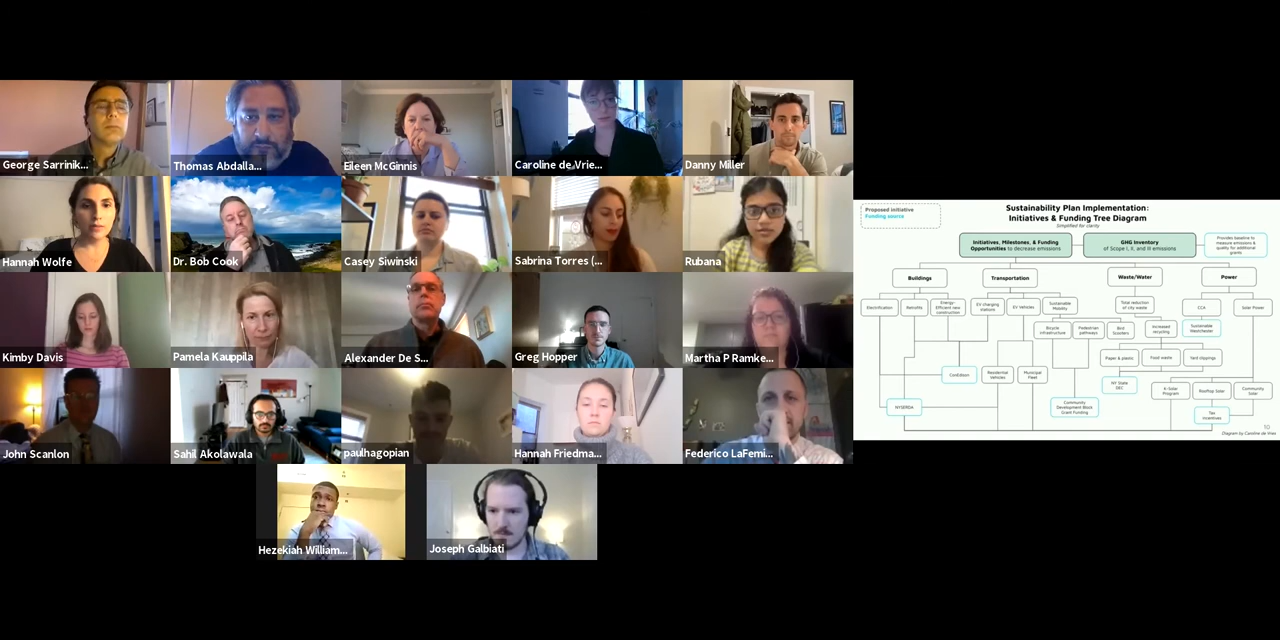 George Sarrinik...
Thomas Abdalla...
Eileen McGinnis
Caroline de Vrie...
Danny Miller
Hannah Wolfe
Dr. Bob Cook
Casey Siwinski
Sabrina Torres (...
Rubana
Kimby Davis
Pamela Kauppila
Alexander De S...
Greg Hopper
Martha P Ramke...
John Scanlon
Sahil Akolawala
paulhagopian
Hannah Friedma...
Federico LaFemi...
Hezekiah William...
Joseph Galbiati
Proposed initiative
Funding source
Sustainability Plan Implementation:
Initiatives & Funding Tree Diagram
Simplified for clarity
Initiatives, Milestones, & Funding
Opportunities to decrease emissions
GHG Inventory
of Scope I, II, and III emissions
Provides baseline to
measure emissions &
qualify for additional
grants
Buildings
Transportation
Waste/Water
Power
Electrification
Retrofits
Energy-
Efficient new
construction
EV charging
stations
EV Vehicles
Sustainable
Mobility
Total reduction
of city waste
CCA
Solar Power
Bicycle
infrastructure
Pedestrian
pathways
Bird
Scooters
Increased
recycling
Sustainable
Westchester
Paper & plastic
Food waste
Yard clippings
ConEdison
Residential
Vehicles
Municipal
Fleet
NY State
DEC
K-Solar
Program
Rooftop Solar
Community
Solar
NYSERDA
Community
Development Block
Grant Funding
Tax
Incentives
10
Diagram by Caroline de Vries